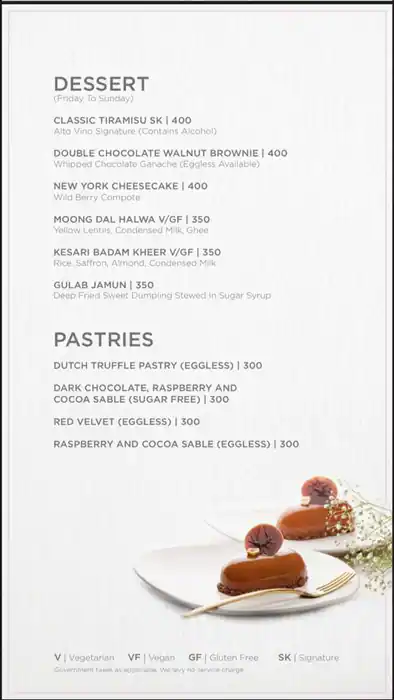 DESSERT
(Friday To Sunday)
CLASSIC TIRAMISU SK | 400
Alto Vino Signature (Contains Alcohol)
DOUBLE CHOCOLATE WALNUT BROWNIE | 400
Whipped Chocolate Ganache (Eggless Available)
NEW YORK CHEESECAKE | 400
Wild Berry Compote
MOONG DAL HALWA V/GF | 350
Yellow Lentils, Condensed Milk, Ghee
KESARI BADAM KHEER V/GF | 350
Rice, Saffron, Almond, Condensed Milk
GULAB JAMUN | 350
Deep Fried Sweet Dumpling Stewed In Sugar Syrup
PASTRIES
DUTCH TRUFFLE PASTRY (EGGLESS) | 300
DARK CHOCOLATE, RASPBERRY AND
COCOA SABLE (SUGAR FREE) | 300
RED VELVET (EGGLESS) | 300
RASPBERRY AND COCOA SABLE (EGGLESS) | 300
V | Vegetarian VF | Vegan GF | Gluten Free SK | Signature
Government taxes as applicable. We levy no service charge